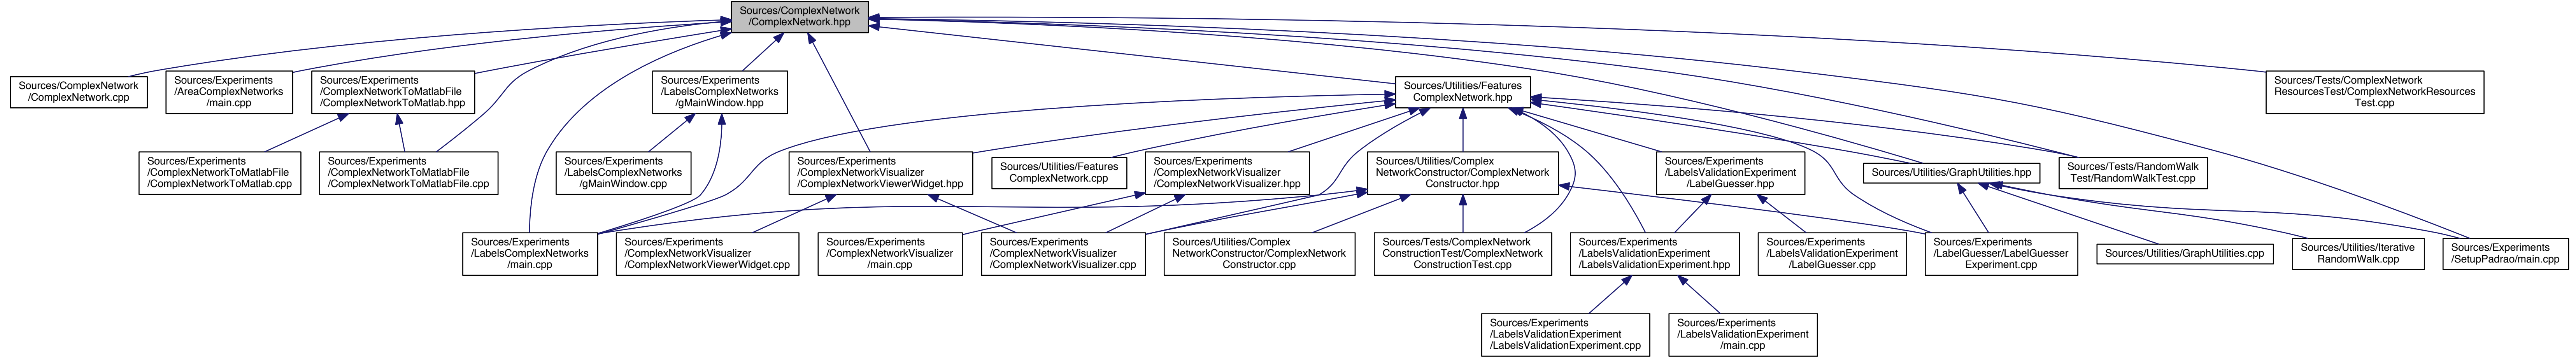 Sources/ComplexNetwork
/ComplexNetwork.hpp
Sources/ComplexNetwork
/ComplexNetwork.cpp
Sources/Experiments
/AreaComplexNetworks
/main.cpp
Sources/Experiments
/ComplexNetworkToMatlabFile
/ComplexNetworkToMatlab.hpp
Sources/Experiments
/LabelsComplexNetworks
/gMainWindow.hpp
Sources/Utilities/Features
ComplexNetwork.hpp
Sources/Tests/ComplexNetwork
ResourcesTest/ComplexNetworkResources
Test.cpp
Sources/Experiments
/ComplexNetworkToMatlabFile
/ComplexNetworkToMatlab.cpp
Sources/Experiments
/ComplexNetworkToMatlabFile
/ComplexNetworkToMatlabFile.cpp
Sources/Experiments
/LabelsComplexNetworks
/gMainWindow.cpp
Sources/Experiments
/ComplexNetworkVisualizer
/ComplexNetworkViewerWidget.hpp
Sources/Utilities/Features
ComplexNetwork.cpp
Sources/Experiments
/ComplexNetworkVisualizer
/ComplexNetworkVisualizer.hpp
Sources/Utilities/Complex
NetworkConstructor/ComplexNetwork
Constructor.hpp
Sources/Experiments
/LabelsValidationExperiment
/LabelGuesser.hpp
Sources/Utilities/GraphUtilities.hpp
Sources/Tests/RandomWalk
Test/RandomWalkTest.cpp
Sources/Experiments
/LabelsComplexNetworks
/main.cpp
Sources/Experiments
/ComplexNetworkVisualizer
/ComplexNetworkViewerWidget.cpp
Sources/Experiments
/ComplexNetworkVisualizer
/main.cpp
Sources/Experiments
/ComplexNetworkVisualizer
/ComplexNetworkVisualizer.cpp
Sources/Utilities/Complex
NetworkConstructor/ComplexNetwork
Constructor.cpp
Sources/Tests/ComplexNetwork
ConstructionTest/ComplexNetwork
ConstructionTest.cpp
Sources/Experiments
/LabelsValidationExperiment
/LabelsValidationExperiment.hpp
Sources/Experiments
/LabelsValidationExperiment
/LabelGuesser.cpp
Sources/Experiments
/LabelGuesser/LabelGuesser
Experiment.cpp
Sources/Utilities/GraphUtilities.cpp
Sources/Utilities/Iterative
RandomWalk.cpp
Sources/Experiments
/SetupPadrao/main.cpp
Sources/Experiments
/LabelsValidationExperiment
/LabelsValidationExperiment.cpp
Sources/Experiments
/LabelsValidationExperiment
/main.cpp